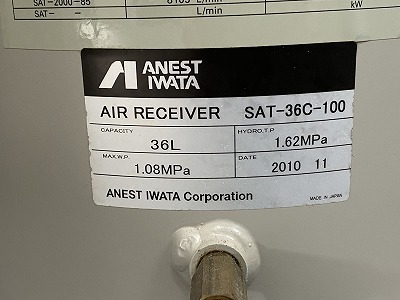 SAT-2000-85
L/min
kW
SAT- -
L/min
ANEST
IWATA
AIR RECEIVER SAT-36C-100
CAPACITY HYDRO.T.P
36L 1.62MPa
MAX.W.P. DATE
1.08MPa 2010 11
ANEST IWATA Corporation MADE IN JAPAN